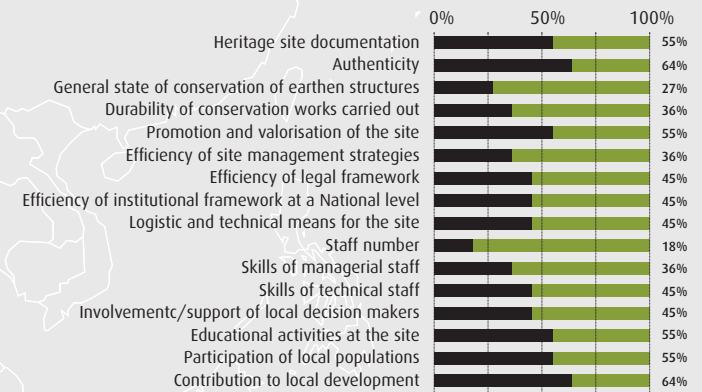 0% 50% 100%
Heritage site documentation 55%
Authenticity 64%
General state of conservation of earthen structures 27%
Durability of conservation works carried out 36%
Promotion and valorisation of the site 55%
Efficiency of site management strategies 36%
Efficiency of legal framework 45%
Efficiency of institutional framework at a National level 45%
Logistic and technical means for the site 45%
Staff number 18%
Skills of managerial staff 36%
Skills of technical staff 45%
Involvementc/support of local decision makers 45%
Educational activities at the site 55%
Participation of local populations 55%
Contribution to local development 64%